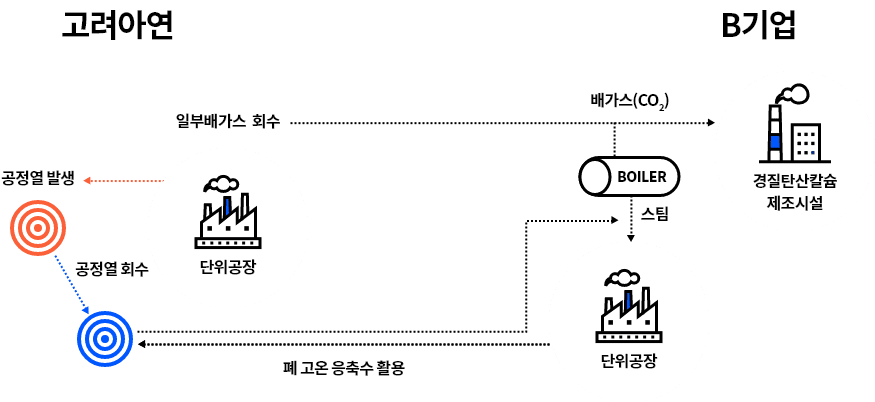 고려아연
B기업
배가스(CO2)
일부배가스 회수
공정열 발생
BOILER
경질탄산칼슘
제조시설
스팀
단위공장
공정열 회수
단위공장
폐 고온 응축수 활용